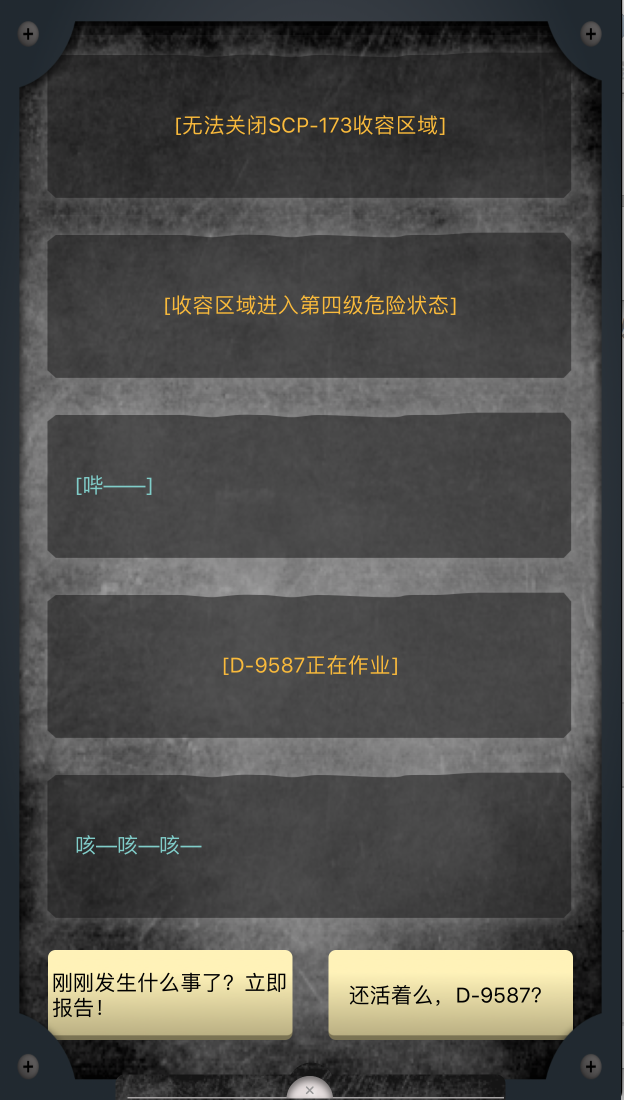 [无法关闭SCP-173收容区域]
[收容区域进入第四级危险状态]
[哔——]
[D-9587正在作业]
咳—咳—咳—
刚刚发生什么事了？立即
报告！
还活着么，D-9587？